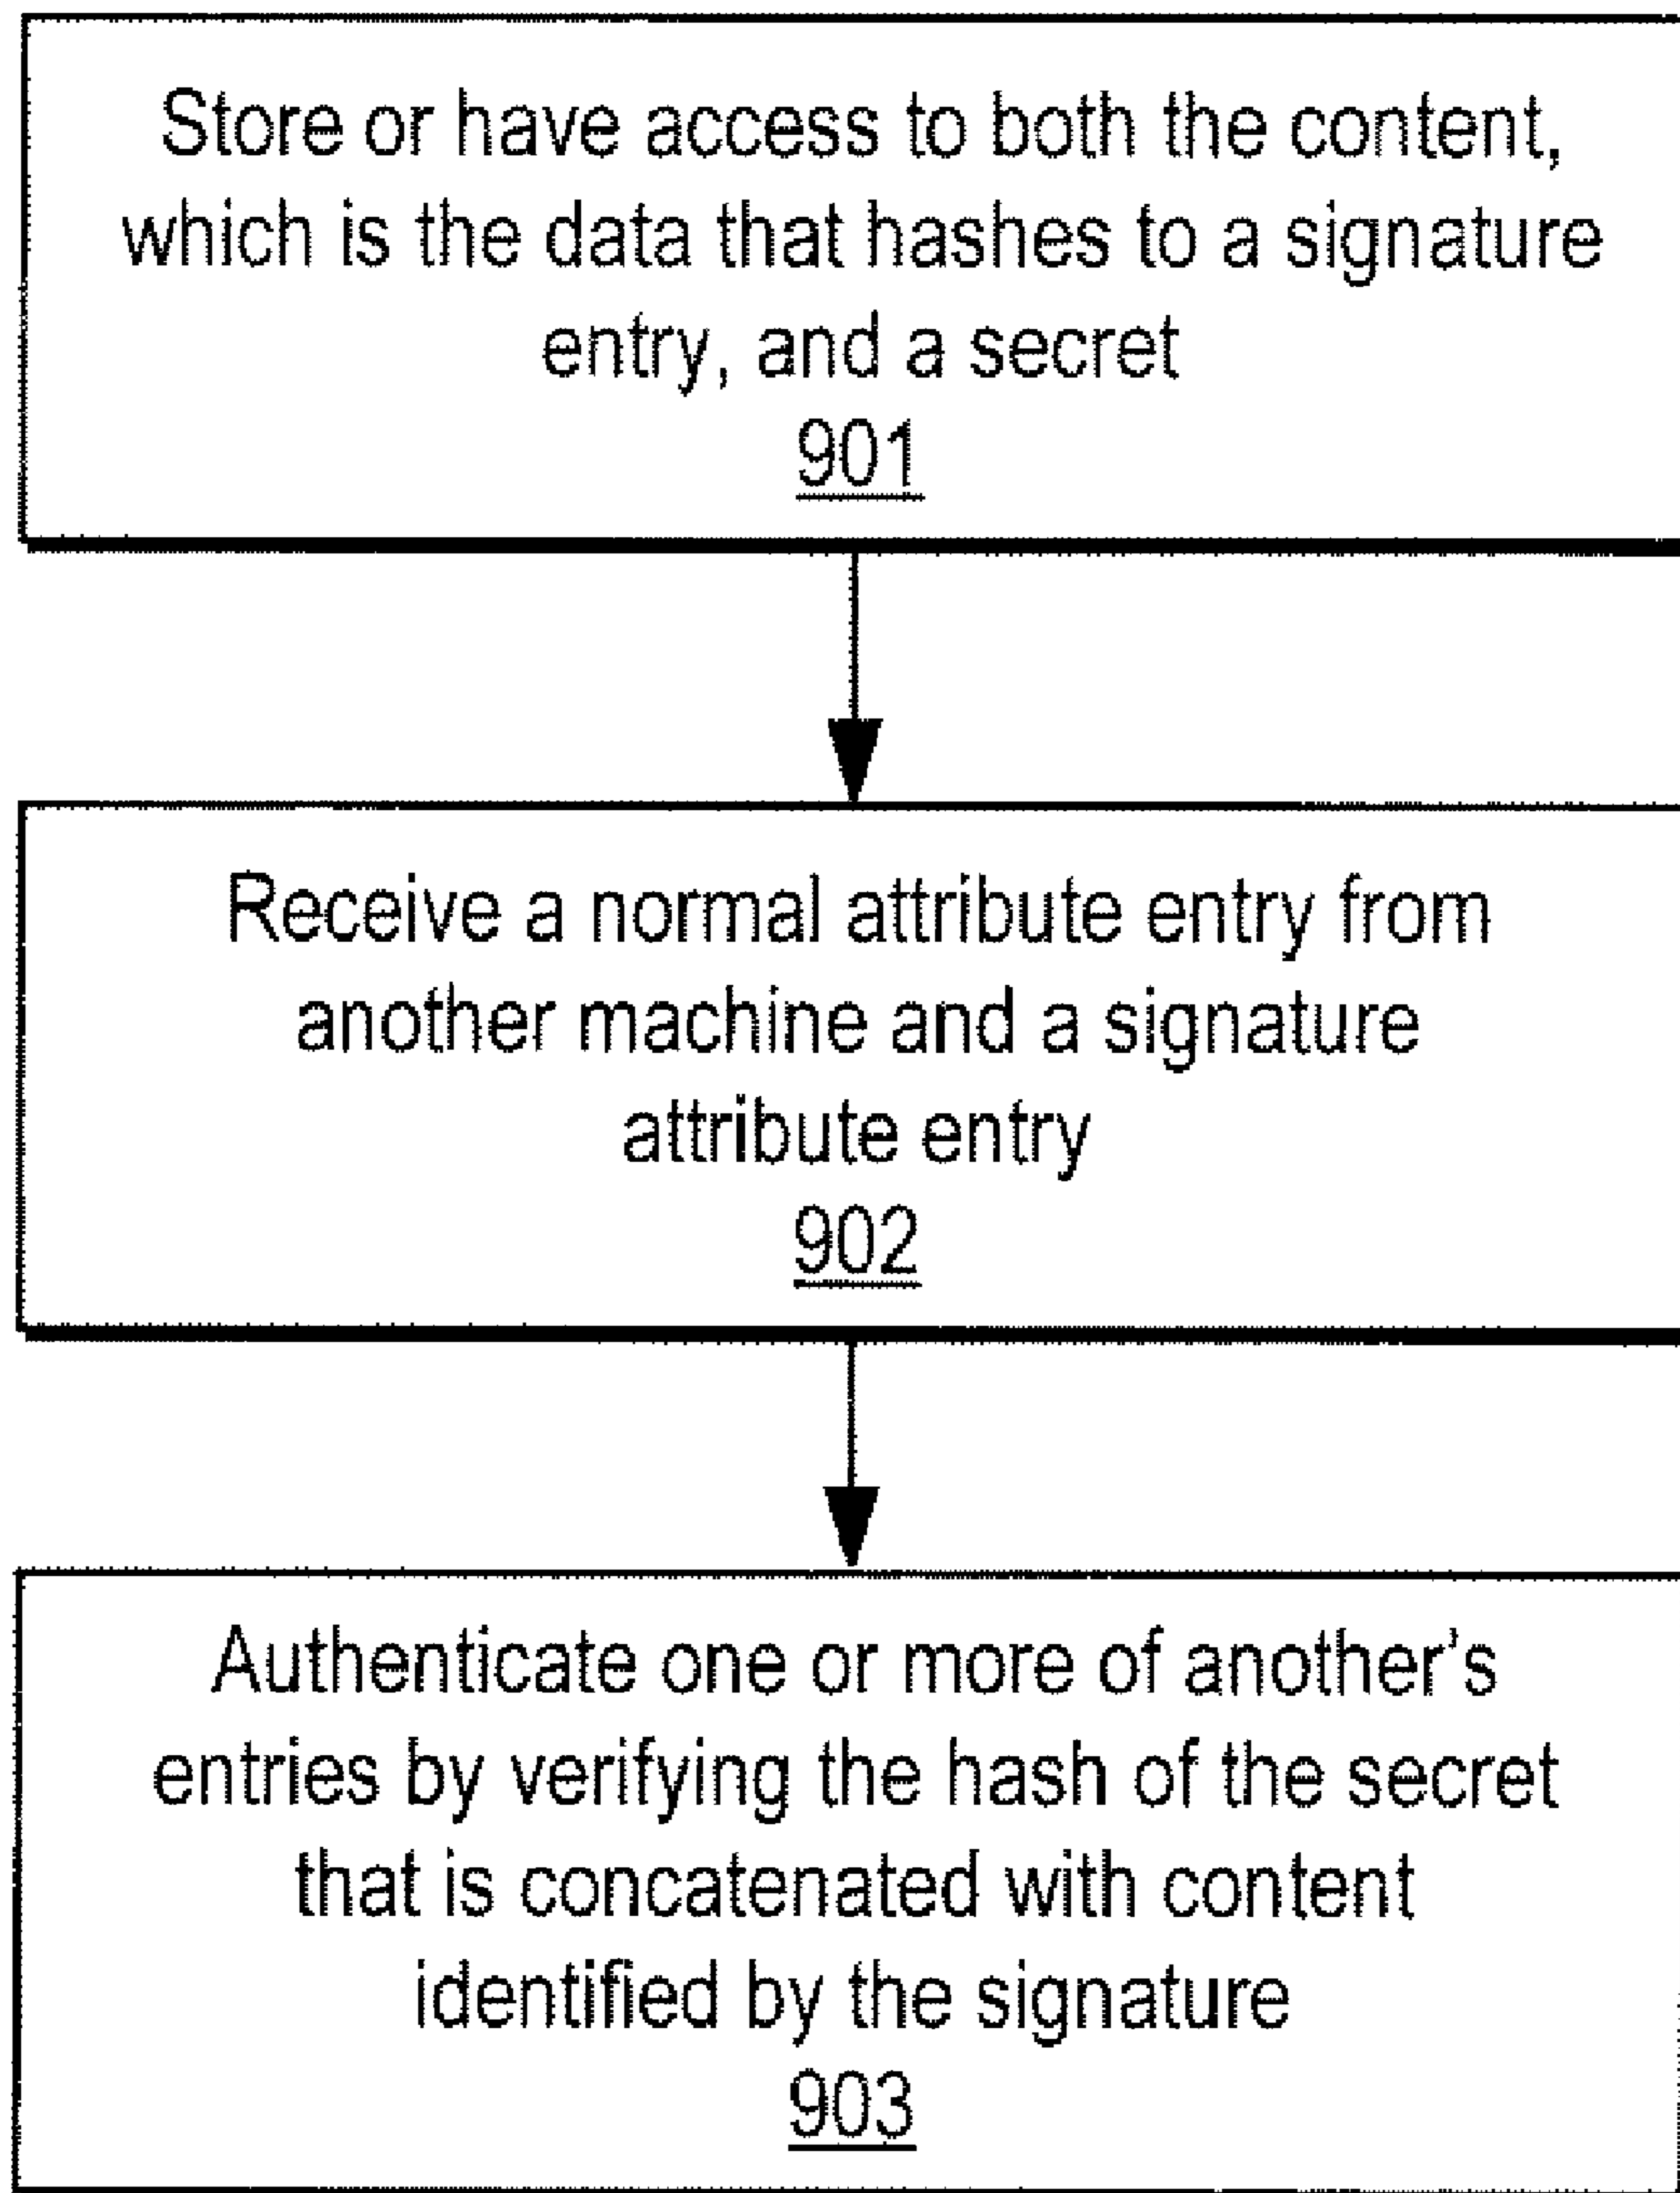 Store or have access to both the content,
which is the data that hashes to a signature
entry, and a secret
901
Receive a normal attribute entry from
another machine and a signature
attribute entry
902
Authenticate one or more of another's
entries by verifying the hash of the secret
that is concatenated with content
identified by the signature
903